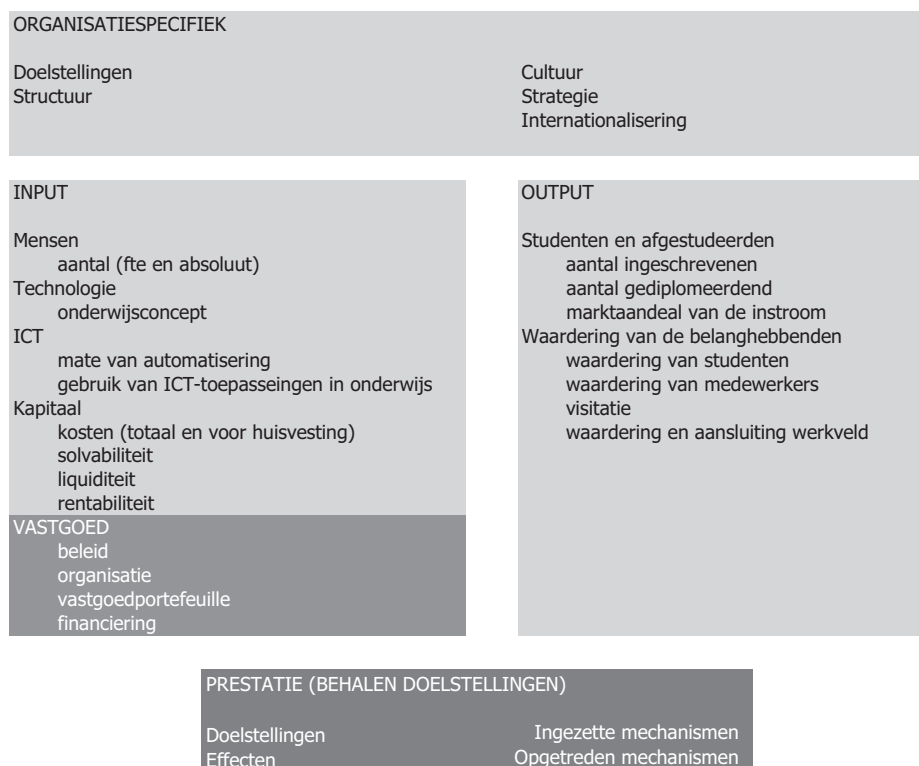 ORGANISATIESPECIFIEK
Doelstellingen
Structuur
Cultuur
Strategie
Internationalisering
INPUT
Mensen
aantal (fte en absoluut)
Technologie
onderwijsconcept
ICT
mate van automatisering
gebruik van ICT-toepasseingen in onderwijs
Kapitaal
kosten (totaal en voor huisvesting)
solvabiliteit
liquiditeit
rentabiliteit
VASTGOED
beleid
organisatie
vastgoedportefeuille
financiering
OUTPUT
Studenten en afgestudeerden
aantal ingeschrevenen
aantal gediplomeerdend
marktaandeal van de instroom
Waardering van de belanghebbenden
waardering van studenten
waardering van medewerkers
visitatie
waardering en aansluiting werkveld
PRESTATIE (BEHALEN DOELSTELLINGEN)
Doelstellingen
Effecten
Ingezette mechanismen
Opgetreden mechanismen